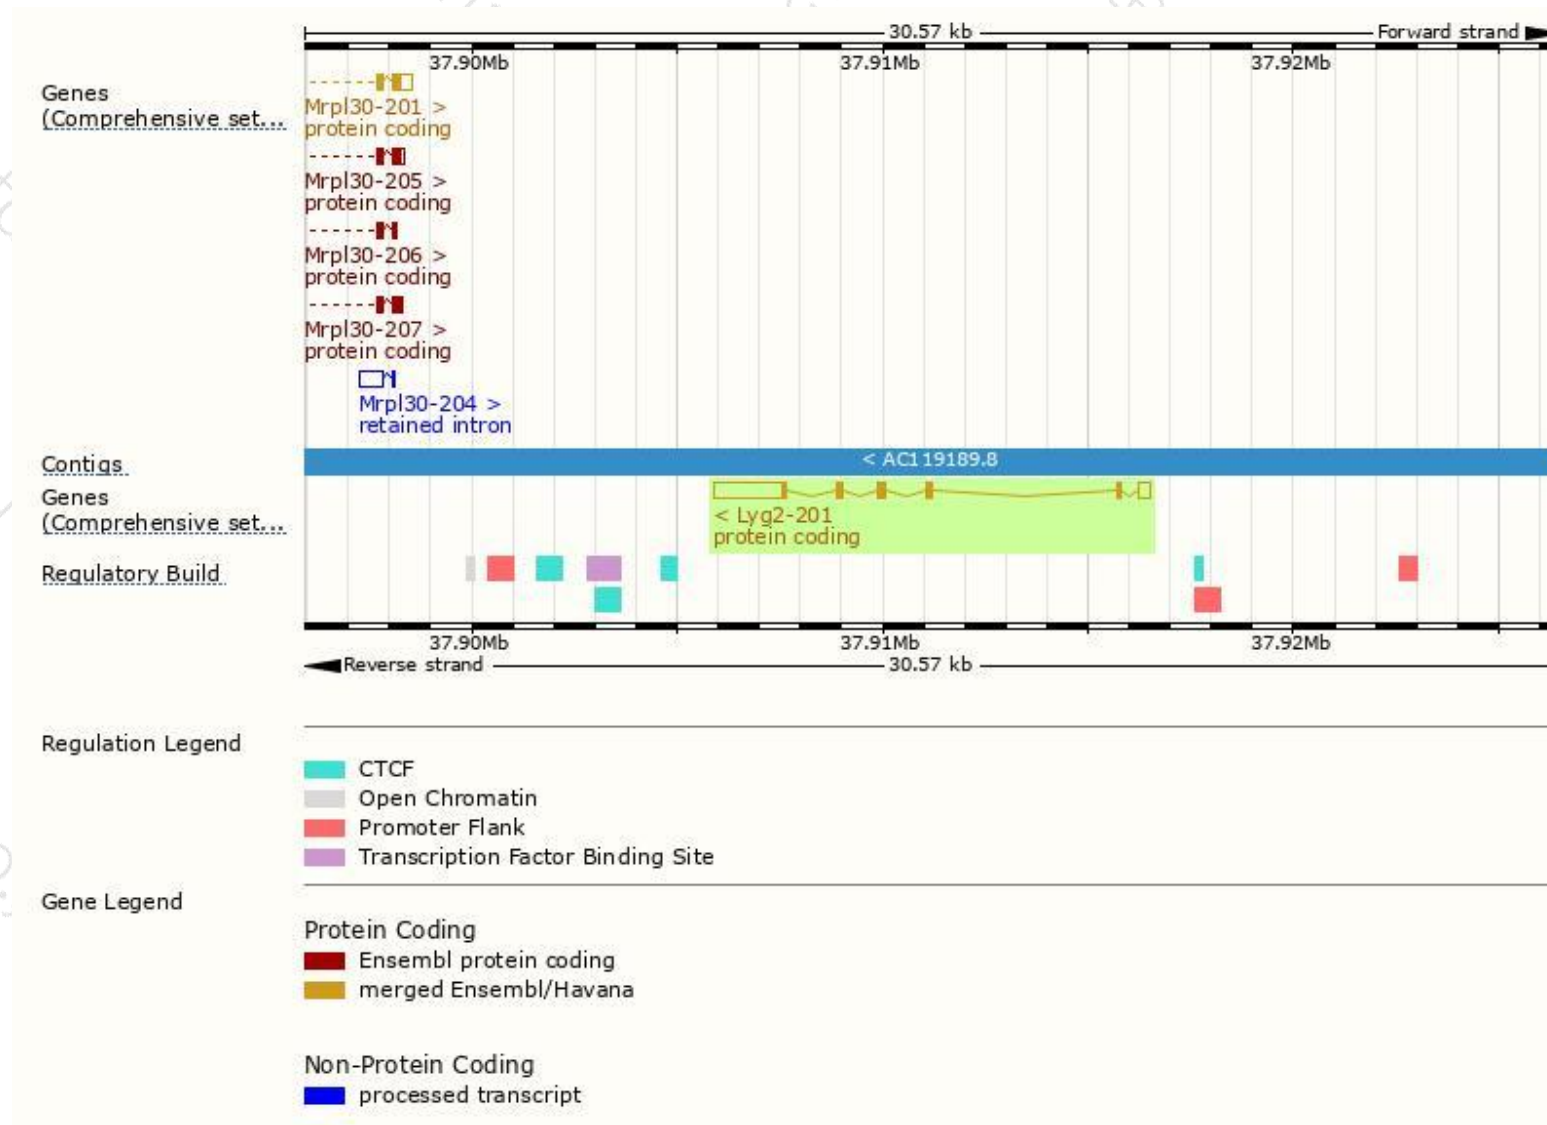 30.57 kb Forward strand
37.90Mb 37.91Mb 37.92Mb
Genes
(Comprehensive set...
Mrpl30-201 >
protein coding
Mrpl30-205 >
protein coding
Mrpl30-206 >
protein coding
Mrpl30-207 >
protein coding
Mrpl30-204 >
retained intron
Contigs
< AC119189.8
Genes
(Comprehensive set...
< Lyg2-201
protein coding
Regulatory Build
37.90Mb 37.91Mb 37.92Mb
Reverse strand 30.57 kb
Regulation Legend
CTCF
Open Chromatin
Promoter Flank
Transcription Factor Binding Site
Gene Legend
Protein Coding
Ensembl protein coding
merged Ensembl/Havana
Non-Protein Coding
processed transcript